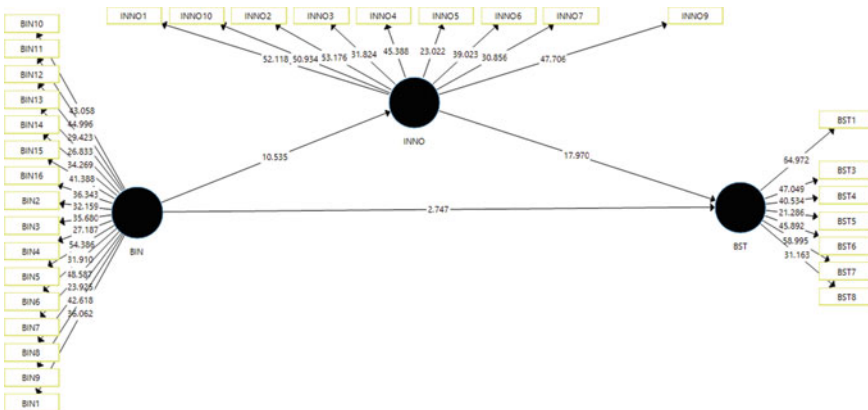 INNO1 INNO10 INNO2 INNO3 INNO4 INNO5 INNO6 INNO7 INNO9
52.118 50.934 53.176 31.824 45.388 23.022 39.023 30.856 47.706
INNO
BIN10
BIN11
BIN12
BIN13
BIN14
BIN15
BIN16
BIN2
BIN3
BIN4
BIN5
BIN6
BIN7
BIN8
BIN9
BIN1
43.058
44.996
29.423
26.833
34.269
41.388
36.343
32.159
35.680
27.187
54.386
31.910
48.587
23.925
42.618
36.062
BIN
10.535
17.970
2.747
BST
64.972
47.049
40.534
21.286
45.892
58.995
31.163
BST1
BST3
BST4
BST5
BST6
BST7
BST8